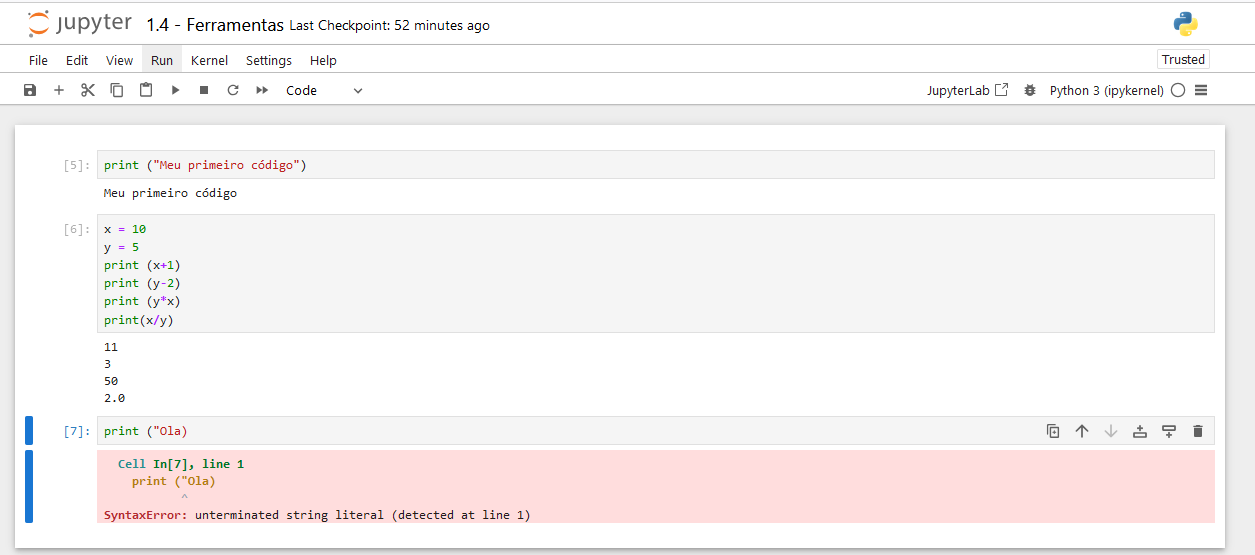 jupyter 1.4 - Ferramentas Last Checkpoint: 52 minutes ago
File Edit View Run Kernel Settings Help Trusted
Code JupyterLab Python 3 (ipykernel)
[5]: print ("Meu primeiro código")
Meu primeiro código
[6]: x = 10
y = 5
print (x+1)
print (y-2)
print (y*x)
print(x/y)
11
3
50
2.0
[7]: print ("Ola)
Cell In[7], line 1
print ("Ola)
^
SyntaxError: unterminated string literal (detected at line 1)